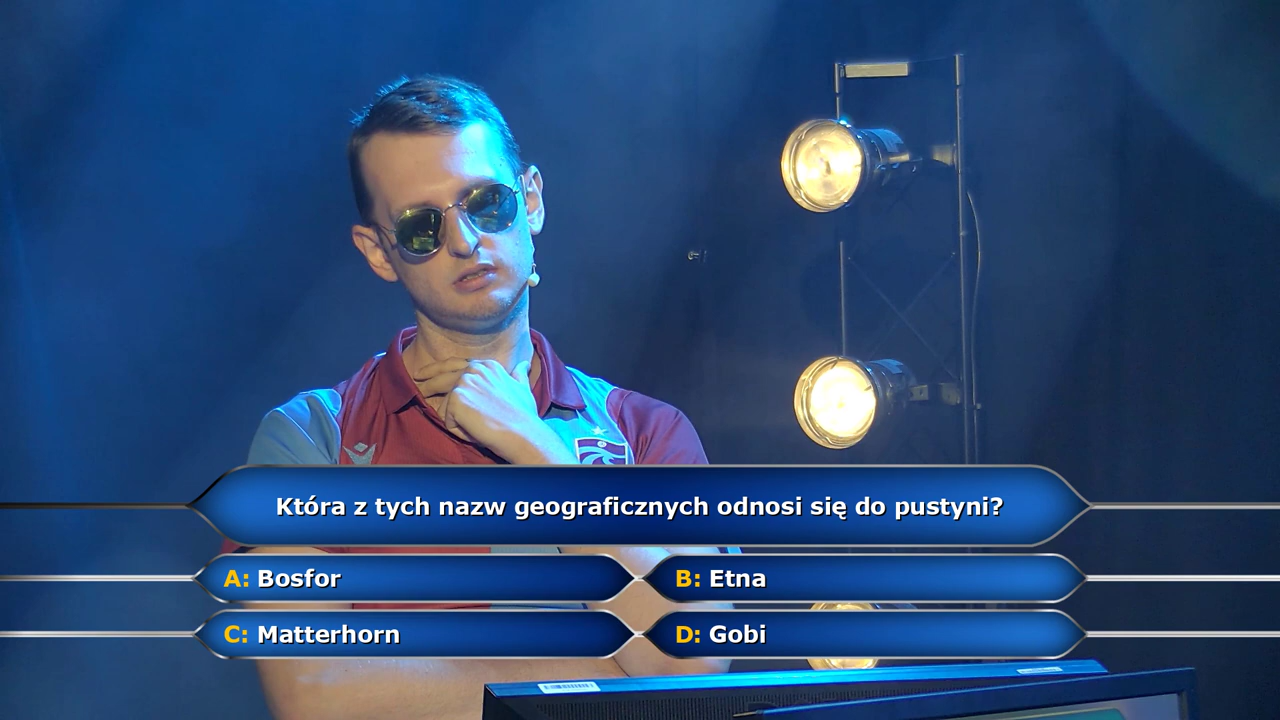 Która z tych nazw geograficznych odnosi się do pustyni?
A: Bosfor
B: Etna
C: Matterhorn
D: Gobi